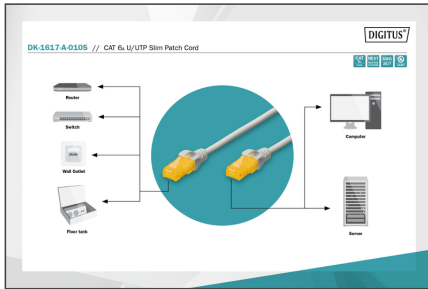 DIGITUS®
DK-1617-A-010S // CAT 6A U/UTP Slim Patch Cord
Router
Switch
Wall Outlet
Floor tank
Computer
Server